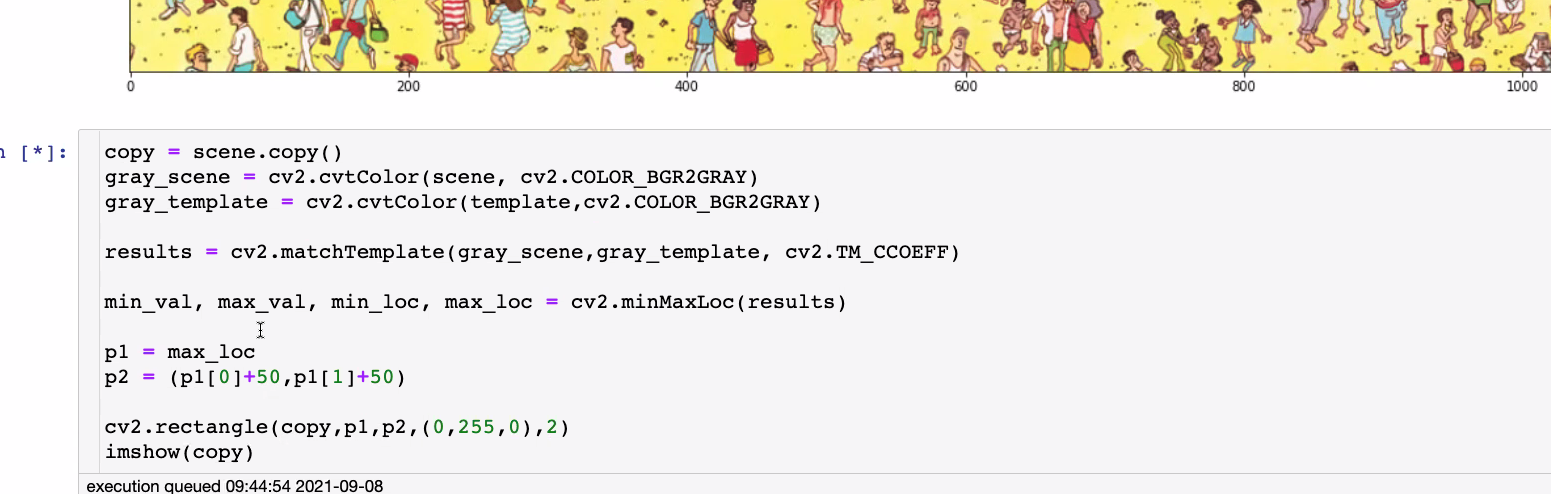 0 200 400 600 800 1000
n [*]:
copy = scene.copy()
gray_scene = cv2.cvtColor(scene, cv2.COLOR_BGR2GRAY)
gray_template = cv2.cvtColor(template,cv2.COLOR_BGR2GRAY)
results = cv2.matchTemplate(gray_scene,gray_template, cv2.TM_CCOEFF)
min_val, max_val, min_loc, max_loc = cv2.minMaxLoc(results)
p1 = max_loc
p2 = (p1[0]+50,p1[1]+50)
cv2.rectangle(copy,p1,p2,(0,255,0),2)
imshow(copy)
execution queued 09:44:54 2021-09-08